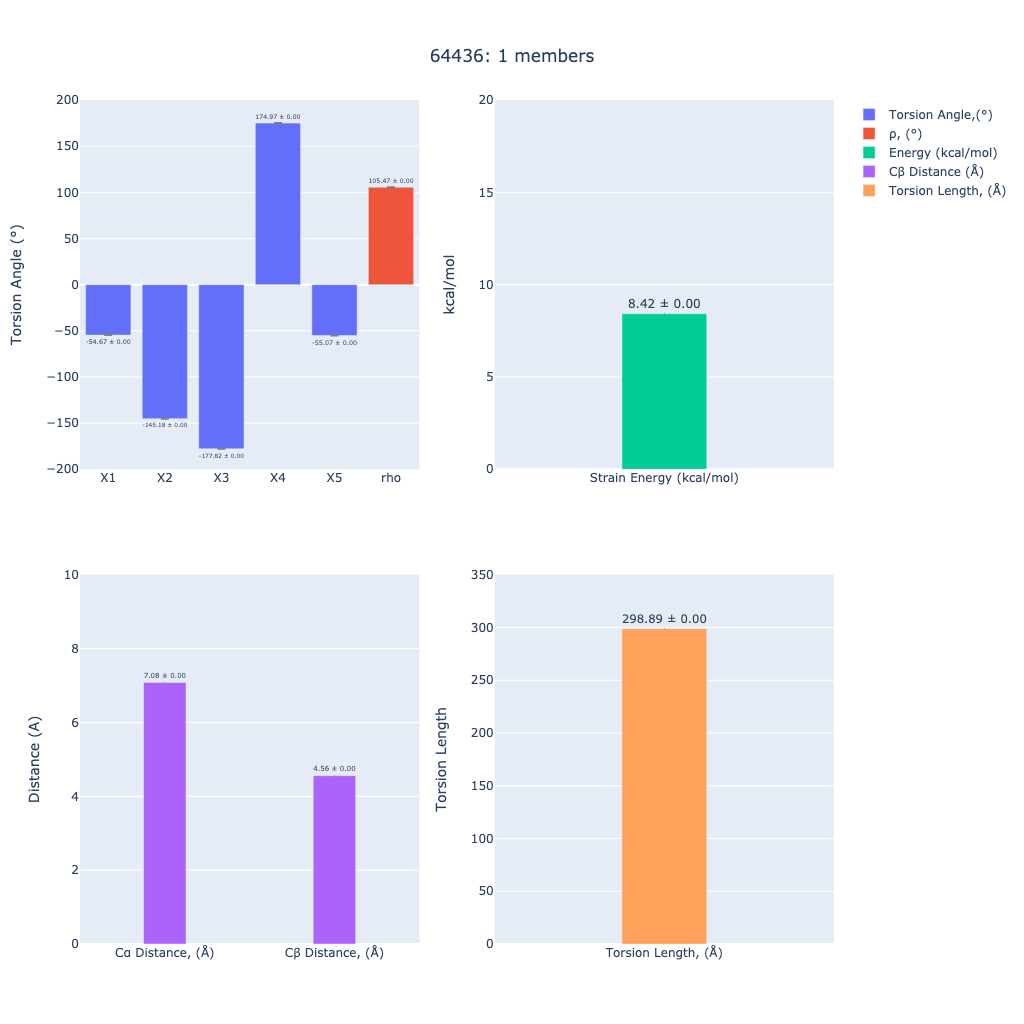 64436: 1 members
Torsion Angle (°)
200
150
100
50
0
−50
−100
−150
−200
-54.67 ± 0.00
-145.18 ± 0.00
-177.82 ± 0.00
174.97 ± 0.00
-55.07 ± 0.00
105.47 ± 0.00
X1 X2 X3 X4 X5 rho
kcal/mol
20
15
10
5
0
8.42 ± 0.00
Strain Energy (kcal/mol)
Torsion Angle,(°)
ρ, (°)
Energy (kcal/mol)
Cβ Distance (Å)
Torsion Length, (Å)
Distance (A)
10
8
6
4
2
0
7.08 ± 0.00
4.56 ± 0.00
Cα Distance, (Å) Cβ Distance, (Å)
Torsion Length
350
300
250
200
150
100
50
0
298.89 ± 0.00
Torsion Length, (Å)